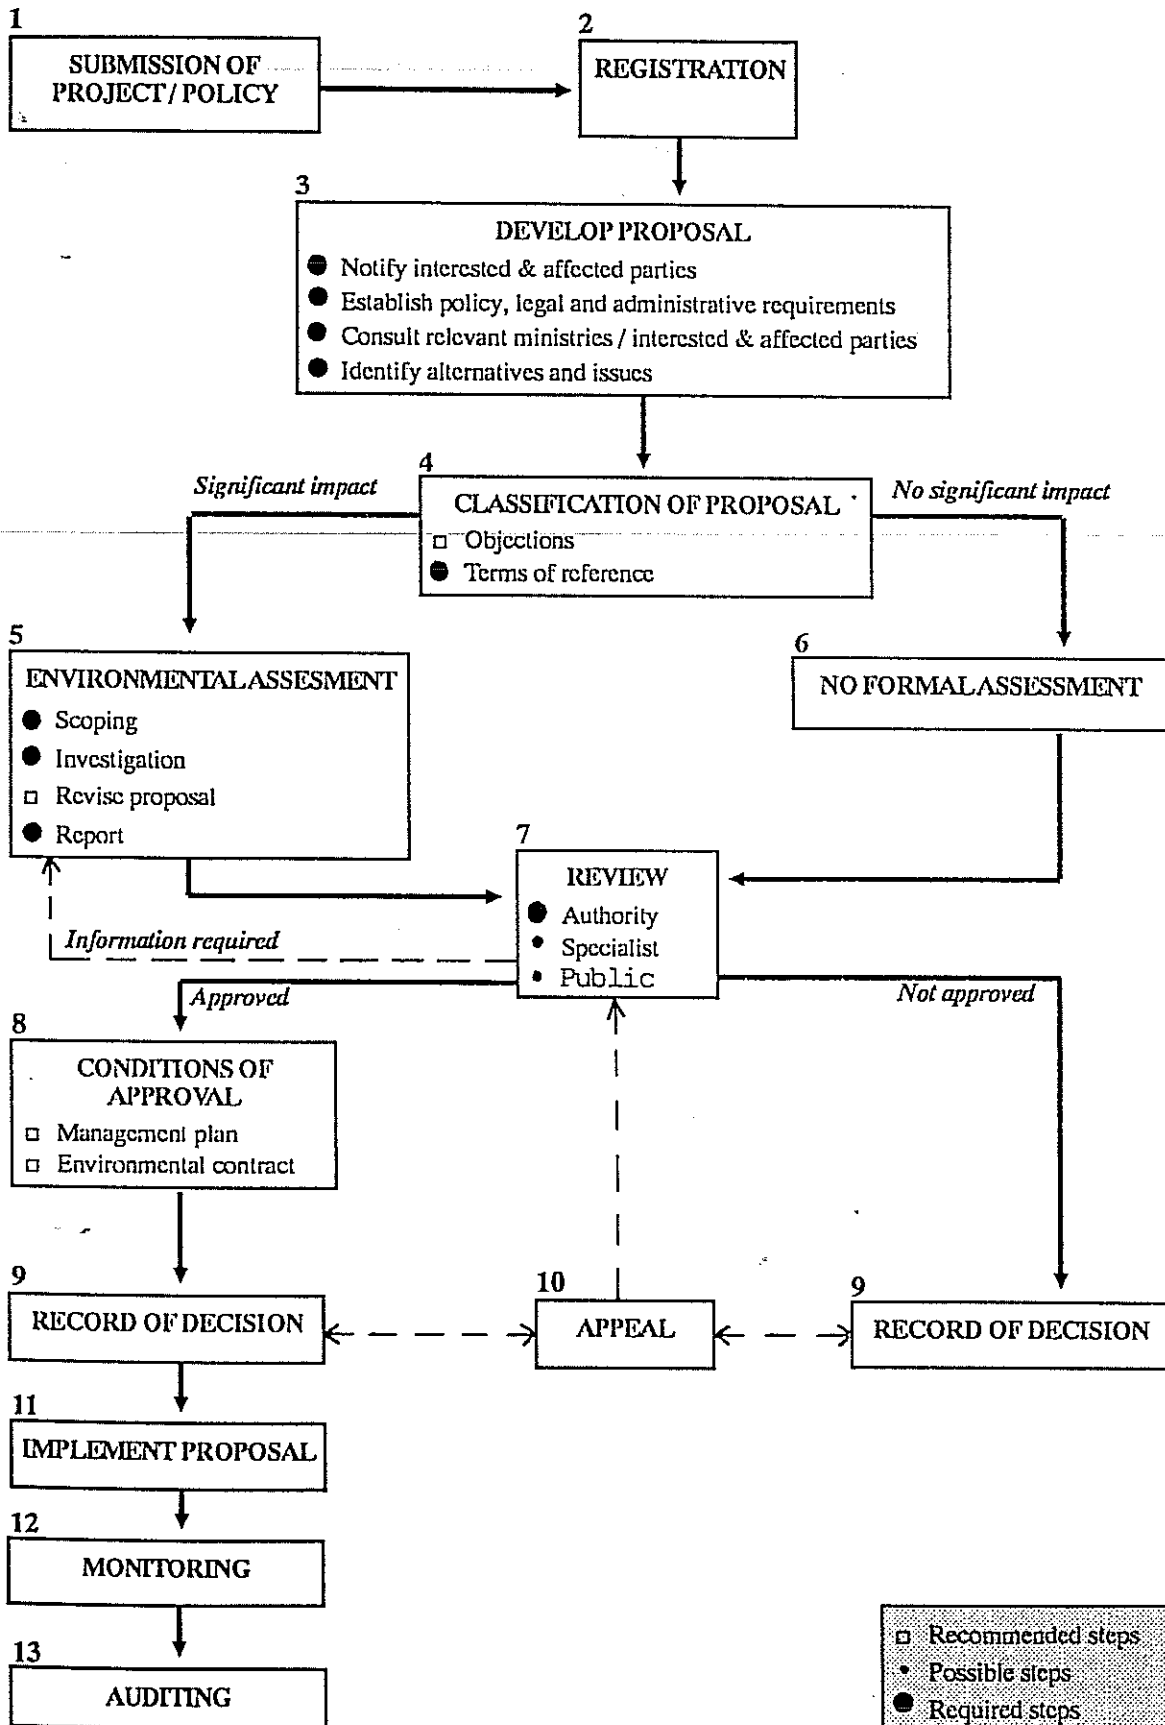 1
SUBMISSION OF
PROJECT / POLICY
2
REGISTRATION
3
DEVELOP PROPOSAL
● Notify interested & affected parties
● Establish policy, legal and administrative requirements
● Consult relevant ministries / interested & affected parties
● Identify alternatives and issues
4
Significant impact
CLASSIFICATION OF PROPOSAL
No significant impact
□ Objections
● Terms of reference
5
ENVIRONMENTAL ASSESMENT
● Scoping
● Investigation
□ Revise proposal
● Report
6
NO FORMAL ASSESSMENT
7
REVIEW
● Authority
• Specialist
• Public
Information required
Approved
Not approved
8
CONDITIONS OF
APPROVAL
□ Management plan
□ Environmental contract
9
RECORD OF DECISION
10
APPEAL
9
RECORD OF DECISION
11
IMPLEMENT PROPOSAL
12
MONITORING
13
AUDITING
□ Recommended steps
• Possible steps
● Required steps